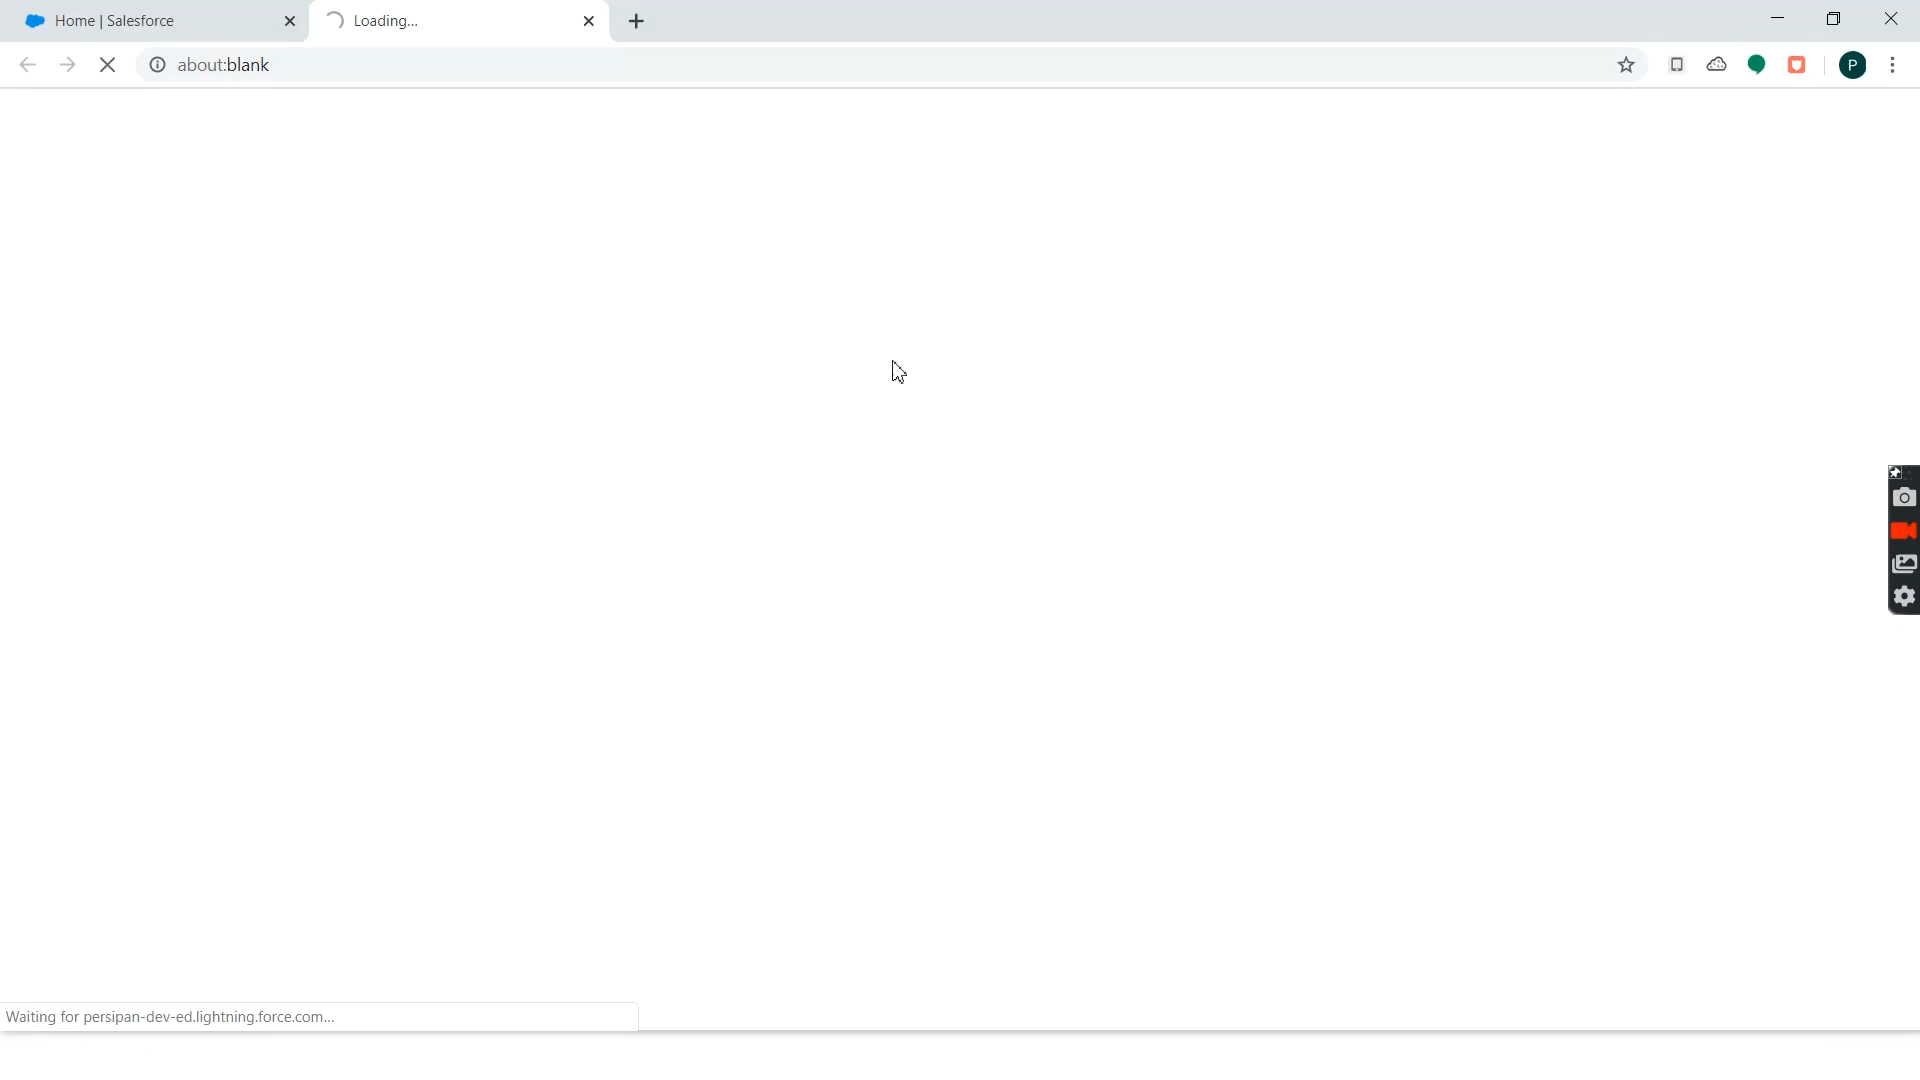 Home | Salesforce
Loading...
about:blank
P
Waiting for persipan-dev-ed.lightning.force.com...